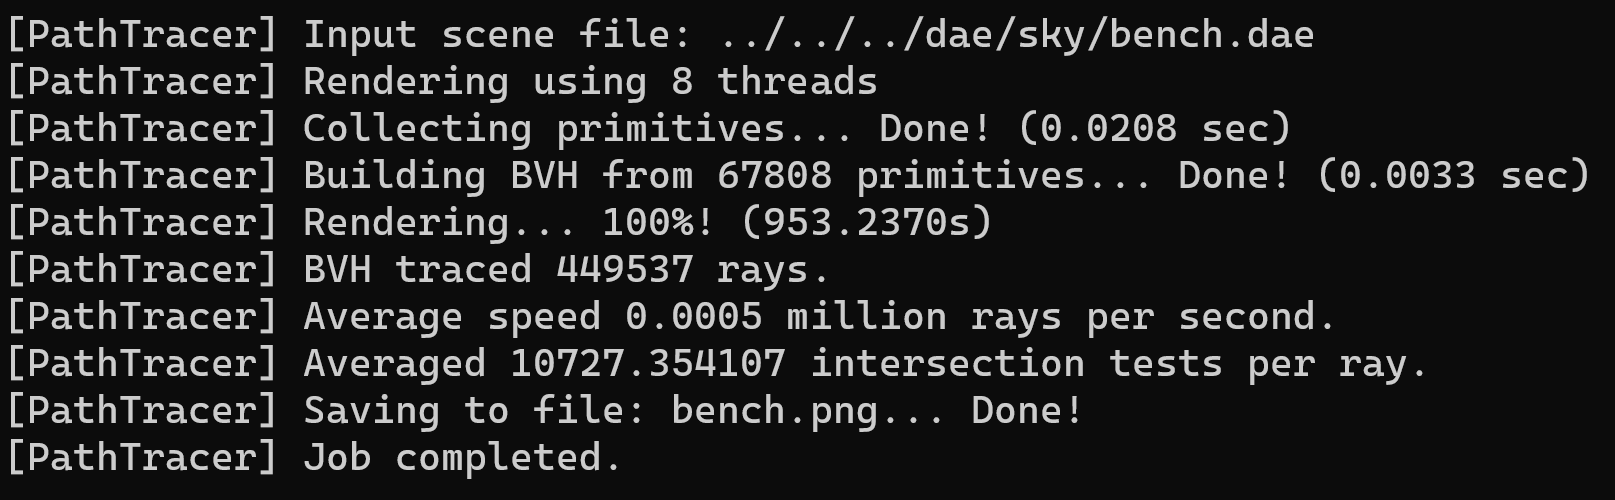 [PathTracer] Input scene file: ../../../dae/sky/bench.dae
[PathTracer] Rendering using 8 threads
[PathTracer] Collecting primitives... Done! (0.0208 sec)
[PathTracer] Building BVH from 67808 primitives... Done! (0.0033 sec)
[PathTracer] Rendering... 100%! (953.2370s)
[PathTracer] BVH traced 449537 rays.
[PathTracer] Average speed 0.0005 million rays per second.
[PathTracer] Averaged 10727.354107 intersection tests per ray.
[PathTracer] Saving to file: bench.png... Done!
[PathTracer] Job completed.